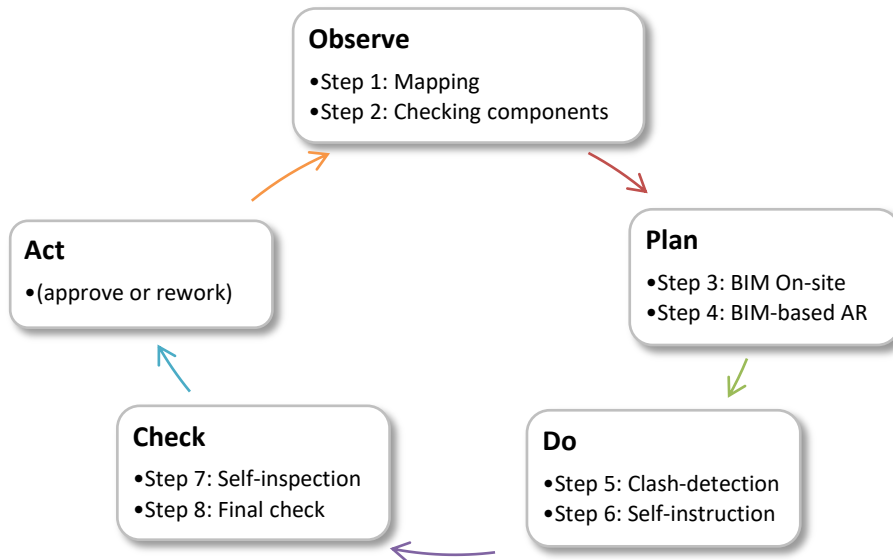 Observe
•Step 1: Mapping
•Step 2: Checking components
Plan
•Step 3: BIM On-site
•Step 4: BIM-based AR
Do
•Step 5: Clash-detection
•Step 6: Self-instruction
Check
•Step 7: Self-inspection
•Step 8: Final check
Act
•(approve or rework)